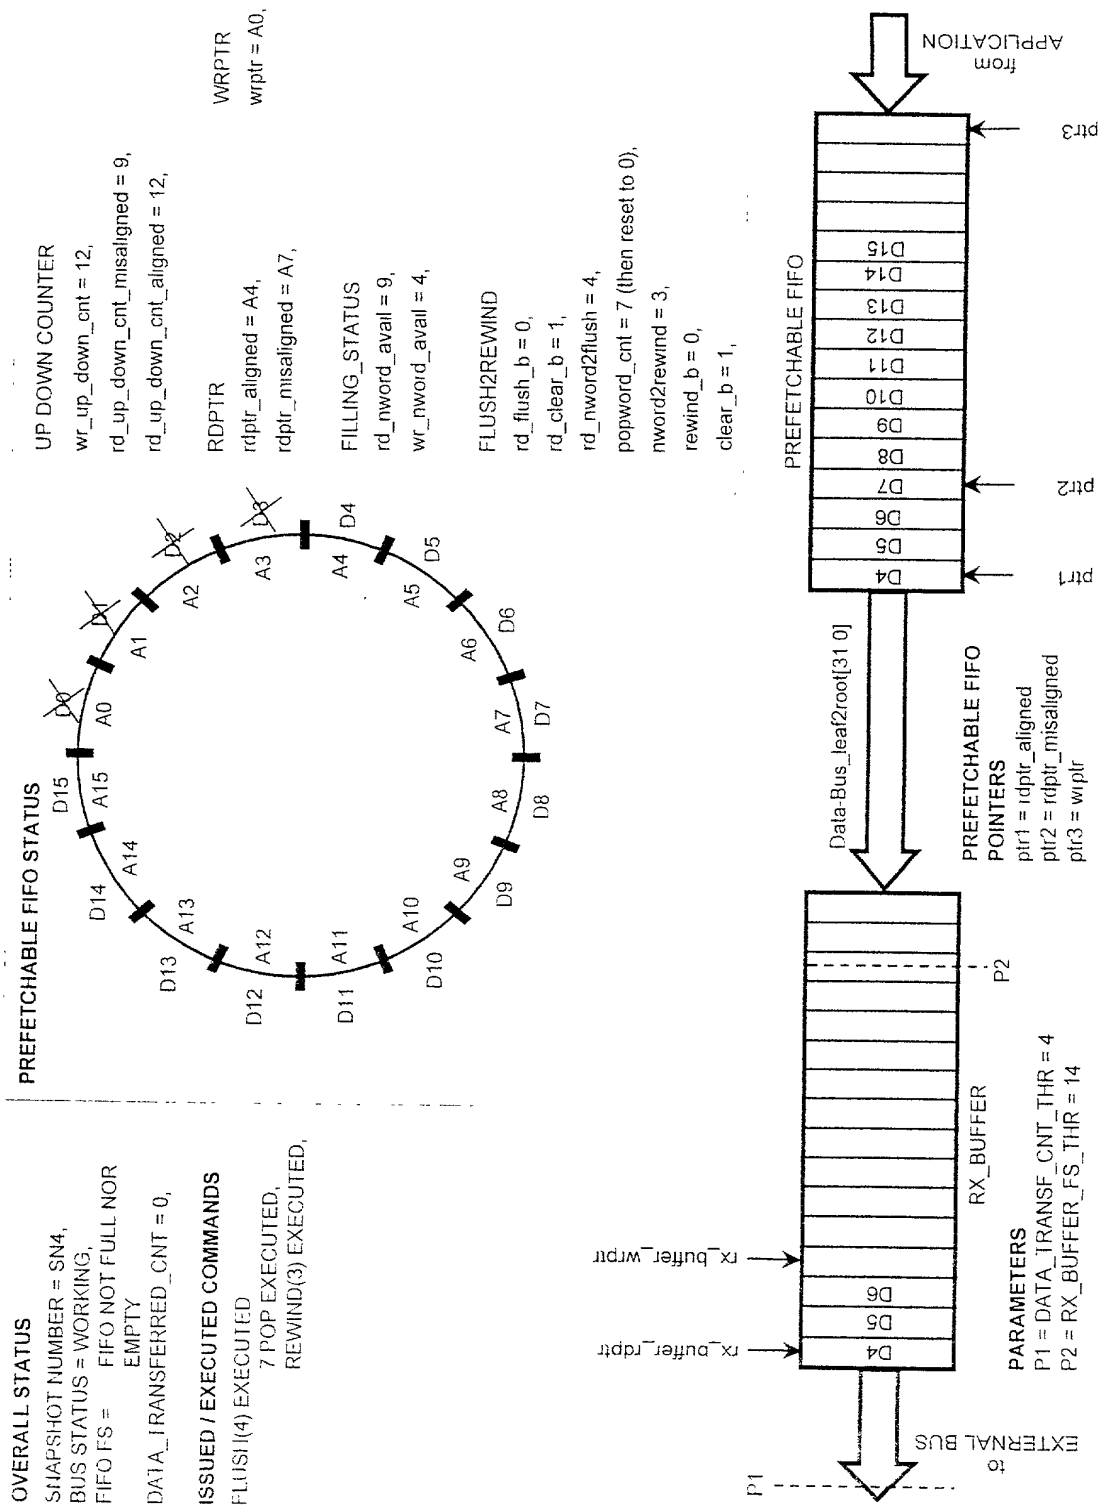 OVERALL STATUS
SNAPSHOT NUMBER = SN4,
BUS STATUS = WORKING,
FIFO FS = FIFO NOT FULL NOR
EMPTY
DATA_TRANSFERRED_CNT = 0,
ISSUED / EXECUTED COMMANDS
FLUSH(4) EXECUTED
7 POP EXECUTED,
REWIND(3) EXECUTED,
PREFETCHABLE FIFO STATUS
D0
D1
D2
D3
D4
D5
D6
D7
D8
D9
D10
D11
D12
D13
D14
D15
A0
A1
A2
A3
A4
A5
A6
A7
A8
A9
A10
A11
A12
A13
A14
A15
UP DOWN COUNTER
wr_up_down_cnt = 12,
rd_up_down_cnt_misaligned = 9,
rd_up_down_cnt_aligned = 12,
RDPTR
rdptr_aligned = A4,
rdptr_misaligned = A7,
WRPTR
wrptr = A0,
FILLING_STATUS
rd_nword_avail = 9,
wr_nword_avail = 4,
FLUSH2REWIND
rd_flush_b = 0,
rd_clear_b = 1,
rd_nword2flush = 4,
popword_cnt = 7 (then reset to 0),
nword2rewind = 3,
rewind_b = 0,
clear_b = 1,
P1
to
EXTERNAL BUS
rx_buffer_rdptr
rx_buffer_wrptr
D4
D5
D6
RX_BUFFER
P2
Data-Bus_leaf2root[31 0]
PREFETCHABLE FIFO
D4
D5
D6
D7
D8
D9
D10
D11
D12
D13
D14
D15
ptr1
ptr2
ptr3
from
APPLICATION
PARAMETERS
P1 = DATA_TRANSF_CNT_THR = 4
P2 = RX_BUFFER_FS_THR = 14
PREFETCHABLE FIFO
POINTERS
ptr1 = rdptr_aligned
ptr2 = rdptr_misaligned
ptr3 = wrptr